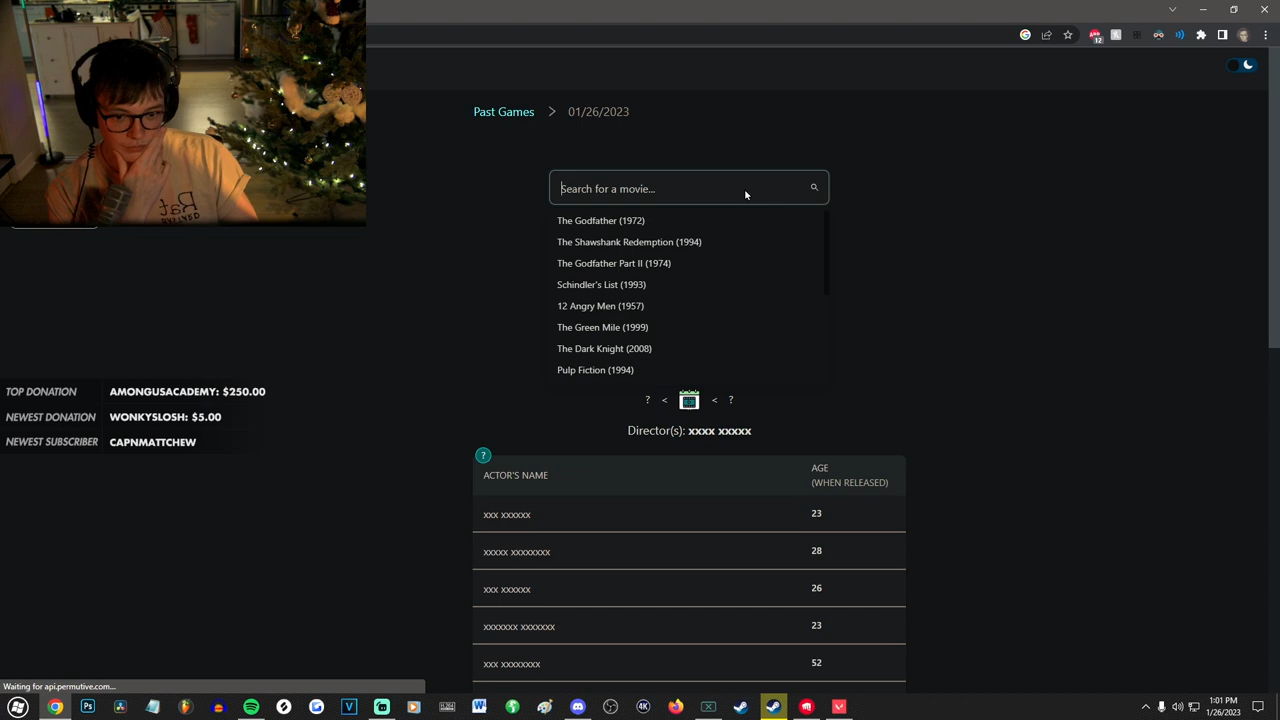 Past Games > 01/26/2023
Search for a movie...
The Godfather (1972)
The Shawshank Redemption (1994)
The Godfather Part II (1974)
Schindler's List (1993)
12 Angry Men (1957)
The Green Mile (1999)
The Dark Knight (2008)
Pulp Fiction (1994)
? < < ?
Director(s): xxxx xxxxx
?
ACTOR'S NAME AGE (WHEN RELEASED)
xxx xxxxxx 23
xxxxx xxxxxxxx 28
xxx xxxxxx 26
xxxxxxx xxxxxxx 23
xxx xxxxxxxx 52
TOP DONATION AMONGUSACADEMY: $250.00
NEWEST DONATION WONKYSLOSH: $5.00
NEWEST SUBSCRIBER CAPNMATTCHEW
Waiting for api.permutive.com...
1:01 PM
1/26/2023